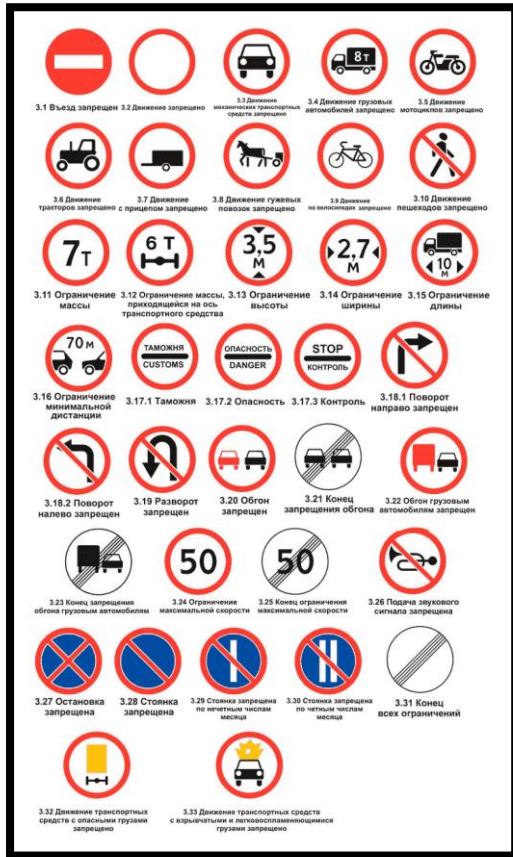 8т
3.1 Въезд запрещен
3.2 Движение запрещено
3.3 Движение
механических транспортных
средств запрещено
3.4 Движение грузовых
автомобилей запрещено
3.5 Движение
мотоциклов запрещено
3.6 Движение
тракторов запрещено
3.7 Движение
с прицепом запрещено
3.8 Движение гужевых
повозок запрещено
3.9 Движение
на велосипедах запрещено
3.10 Движение
пешеходов запрещено
7т
6 Т
3,5
м
2,7
м
10
м
3.11 Ограничение
массы
3.12 Ограничение массы,
приходящейся на ось
транспортного средства
3.13 Ограничение
высоты
3.14 Ограничение
ширины
3.15 Ограничение
длины
70 м
ТАМОЖНЯ
CUSTOMS
ОПАСНОСТЬ
DANGER
STOP
КОНТРОЛЬ
3.16 Ограничение
минимальной
дистанции
3.17.1 Таможня
3.17.2 Опасность
3.17.3 Контроль
3.18.1 Поворот
направо запрещен
3.18.2 Поворот
налево запрещен
3.19 Разворот
запрещен
3.20 Обгон
запрещен
3.21 Конец
запрещения обгона
3.22 Обгон грузовым
автомобилям запрещен
50
50
3.23 Конец запрещения
обгона грузовым автомобилям
3.24 Ограничение
максимальной скорости
3.25 Конец ограничения
максимальной скорости
3.26 Подача звукового
сигнала запрещена
3.27 Остановка
запрещена
3.28 Стоянка
запрещена
3.29 Стоянка запрещена
по нечетным числам
месяца
3.30 Стоянка запрещена
по четным числам
месяца
3.31 Конец
всех ограничений
3.32 Движение транспортных
средств с опасными грузами
запрещено
3.33 Движение транспортных средств
с взрывчатыми и легковоспламеняющимися
грузами запрещено